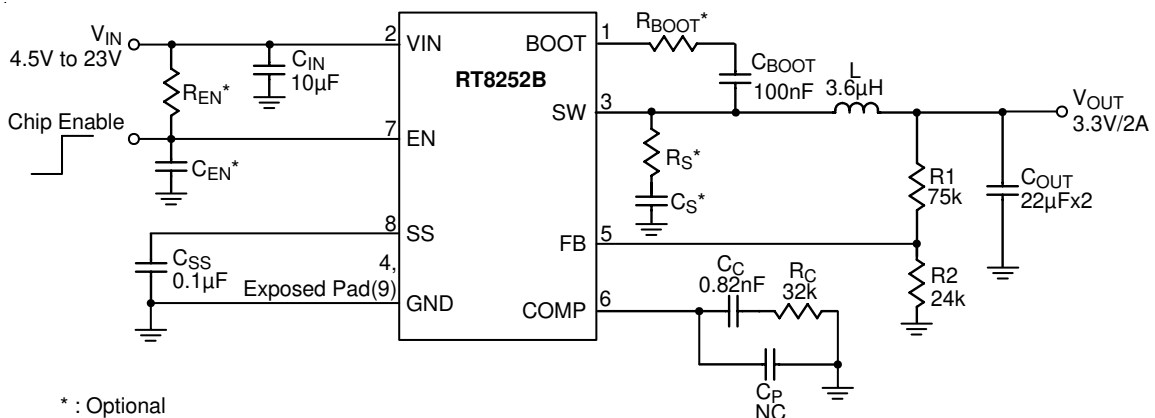 VIN
4.5V to 23V
REN*
CIN
10µF
Chip Enable
CEN*
CSS
0.1µF
Exposed Pad(9)
4,
2
7
8
VIN
EN
SS
GND
RT8252B
BOOT
SW
FB
COMP
1
3
5
6
RBOOT*
CBOOT
100nF
L
3.6µH
VOUT
3.3V/2A
RS*
CS*
R1
75k
COUT
22µFx2
R2
24k
CC
0.82nF
RC
32k
CP
NC
* : Optional